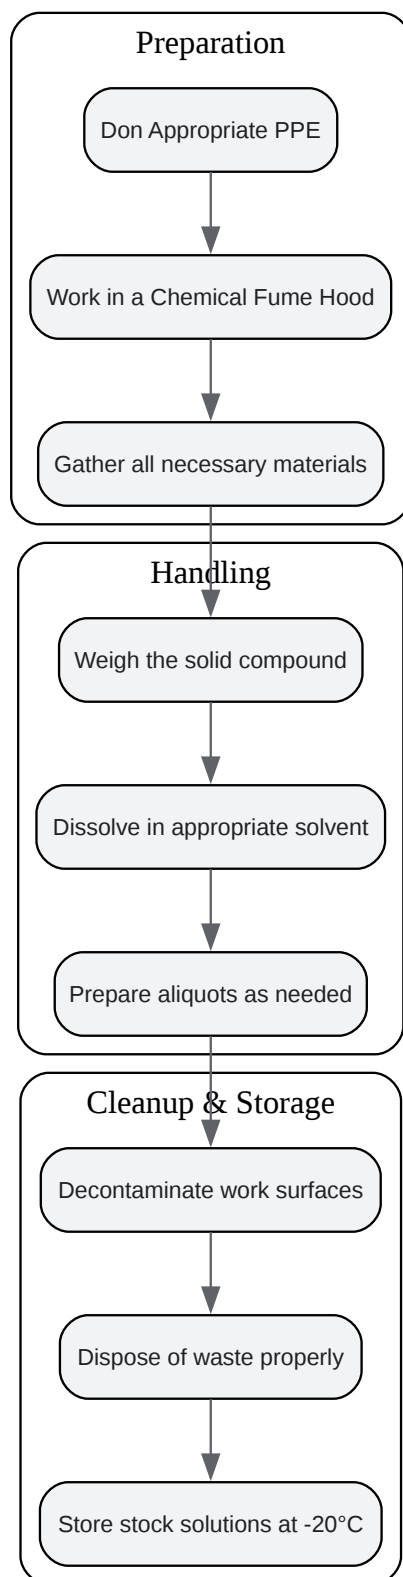 Preparation
Don Appropriate PPE
Work in a Chemical Fume Hood
Gather all necessary materials
Handling
Weigh the solid compound
Dissolve in appropriate solvent
Prepare aliquots as needed
Cleanup & Storage
Decontaminate work surfaces
Dispose of waste properly
Store stock solutions at -20°C